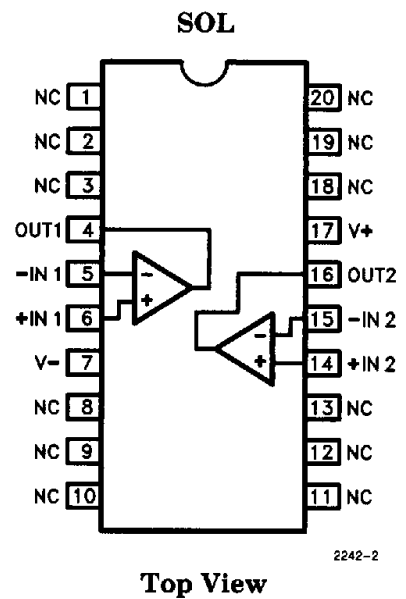 SOL
NC 1 20 NC
NC 2 19 NC
NC 3 18 NC
OUT1 4 17 V+
-IN 1 5 - 16 OUT2
+IN 1 6 + 15 -IN 2
V- 7 - + 14 +IN 2
NC 8 13 NC
NC 9 12 NC
NC 10 11 NC
2242-2
Top View